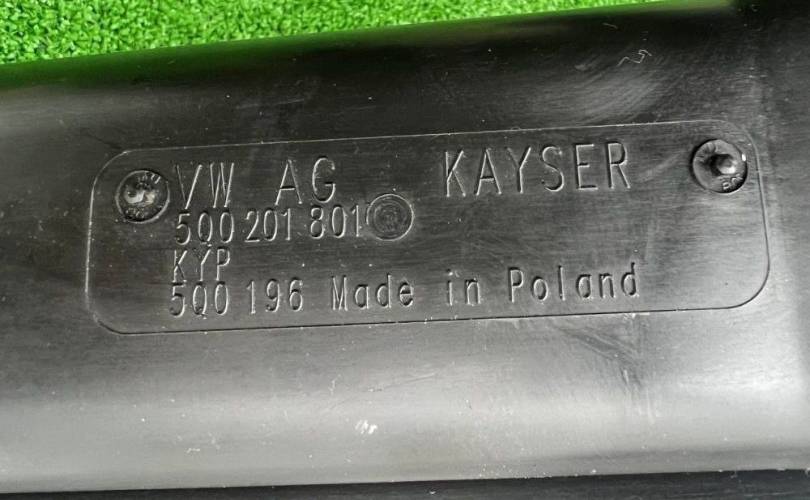 VW AG KAYSER
5Q0 201 801
KYP
5Q0 196 Made in Poland